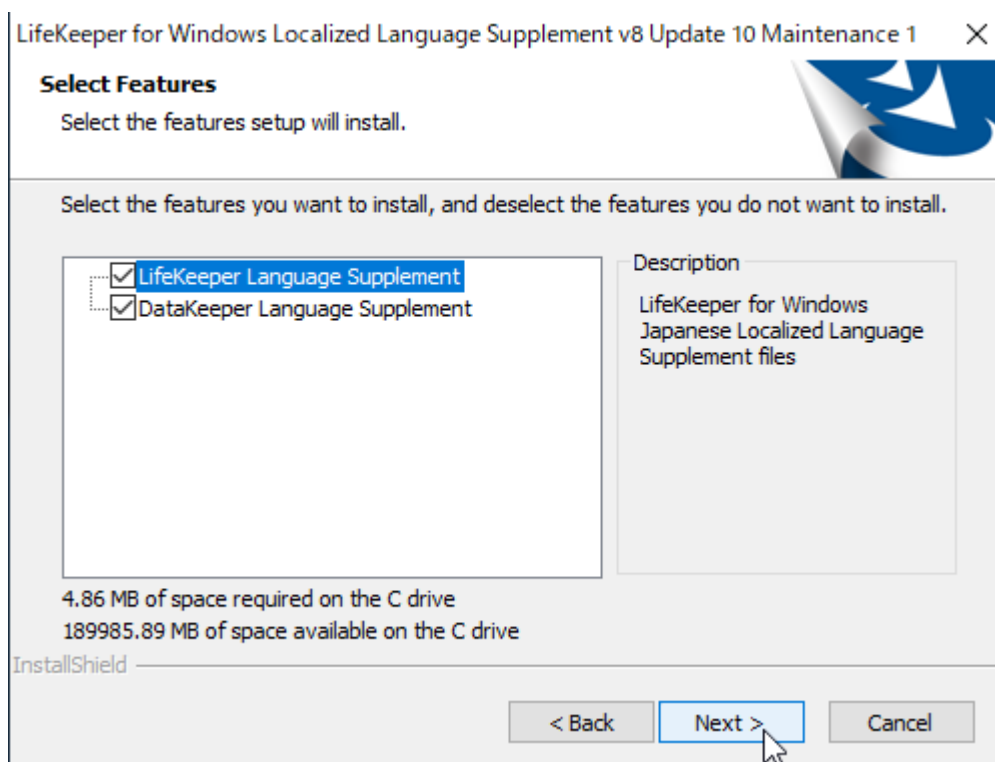 LifeKeeper for Windows Localized Language Supplement v8 Update 10 Maintenance 1
Select Features
Select the features setup will install.
Select the features you want to install, and deselect the features you do not want to install.
LifeKeeper Language Supplement
DataKeeper Language Supplement
Description
LifeKeeper for Windows
Japanese Localized Language
Supplement files
4.86 MB of space required on the C drive
189985.89 MB of space available on the C drive
InstallShield
< Back
Next >
Cancel